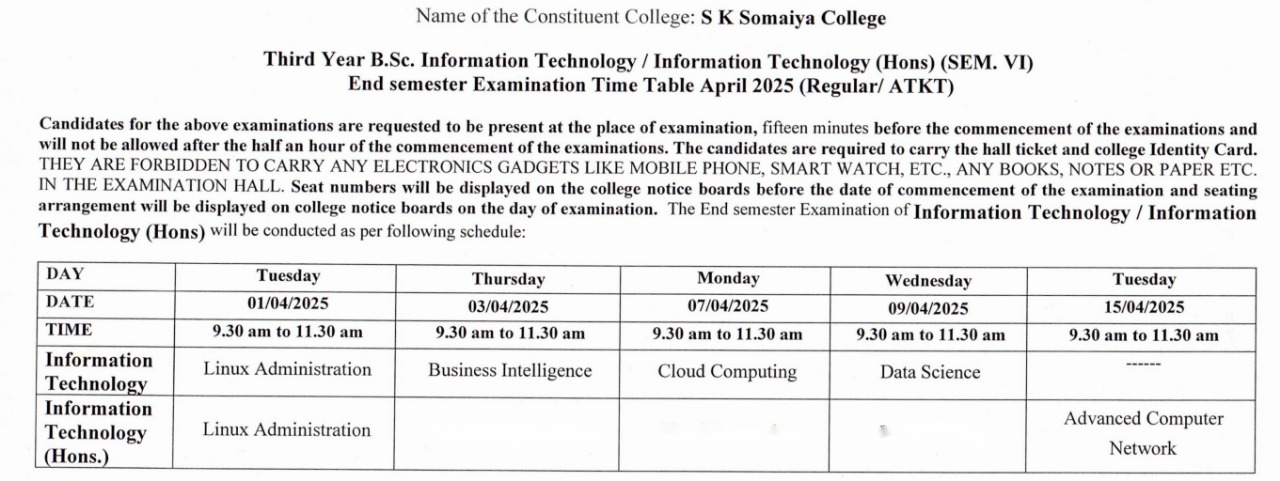 Name of the Constituent College: S K Somaiya College
Third Year B.Sc. Information Technology / Information Technology (Hons) (SEM. VI)
End semester Examination Time Table April 2025 (Regular/ ATKT)
Candidates for the above examinations are requested to be present at the place of examination, fifteen minutes before the commencement of the examinations and
will not be allowed after the half an hour of the commencement of the examinations. The candidates are required to carry the hall ticket and college Identity Card.
THEY ARE FORBIDDEN TO CARRY ANY ELECTRONICS GADGETS LIKE MOBILE PHONE, SMART WATCH, ETC., ANY BOOKS, NOTES OR PAPER ETC.
IN THE EXAMINATION HALL. Seat numbers will be displayed on the college notice boards before the date of commencement of the examination and seating
arrangement will be displayed on college notice boards on the day of examination. The End semester Examination of Information Technology / Information
Technology (Hons) will be conducted as per following schedule:
DAY Tuesday Thursday Monday Wednesday Tuesday
DATE 01/04/2025 03/04/2025 07/04/2025 09/04/2025 15/04/2025
TIME 9.30 am to 11.30 am 9.30 am to 11.30 am 9.30 am to 11.30 am 9.30 am to 11.30 am 9.30 am to 11.30 am
Information
Technology Linux Administration Business Intelligence Cloud Computing Data Science ------
Information
Technology
(Hons.) Linux Administration Advanced Computer
Network